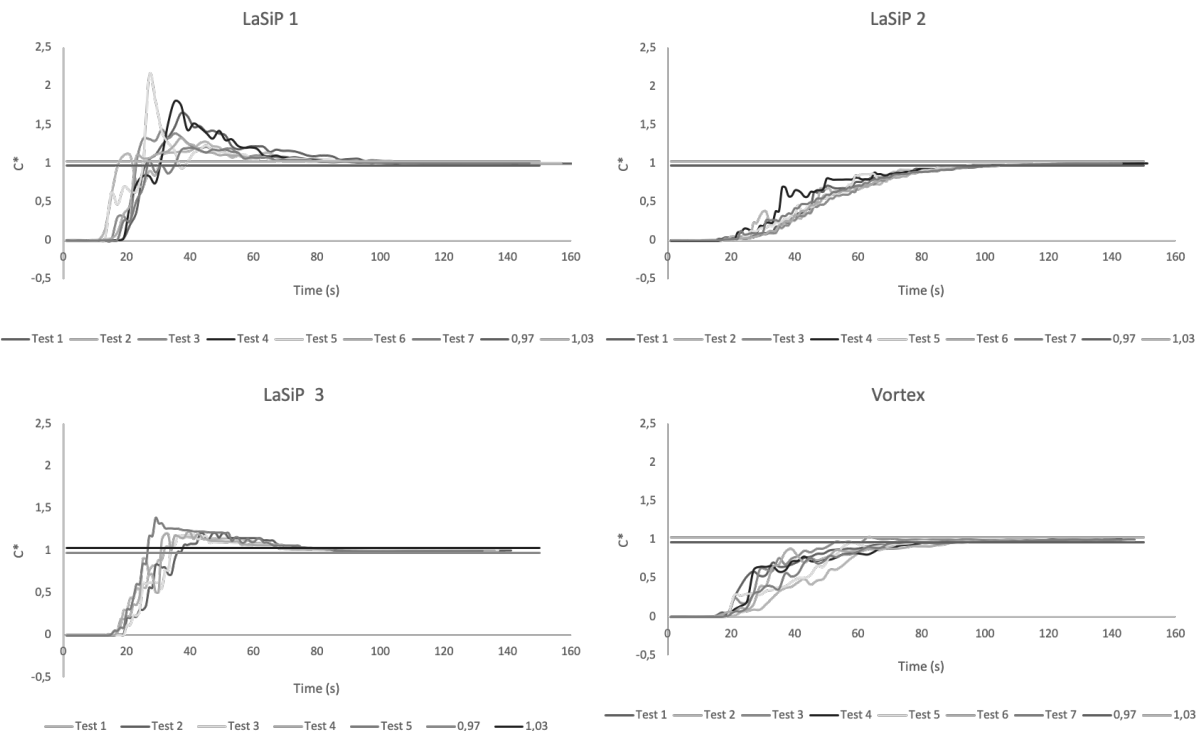 LaSiP 1
2,5
2
1,5
1
0,5
0
-0,5
C*
0 20 40 60 80 100 120 140 160
Time (s)
Test 1 Test 2 Test 3 Test 4 Test 5 Test 6 Test 7 0,97 1,03
LaSiP 2
2,5
2
1,5
1
0,5
0
-0,5
C*
0 20 40 60 80 100 120 140 160
Time (s)
Test 1 Test 2 Test 3 Test 4 Test 5 Test 6 Test 7 0,97 1,03
LaSiP 3
2,5
2
1,5
1
0,5
0
-0,5
C*
0 20 40 60 80 100 120 140 160
Time (s)
Test 1 Test 2 Test 3 Test 4 Test 5 0,97 1,03
Vortex
2,5
2
1,5
1
0,5
0
-0,5
C*
0 20 40 60 80 100 120 140 160
Time (s)
Test 1 Test 2 Test 3 Test 4 Test 5 Test 6 Test 7 0,97 1,03